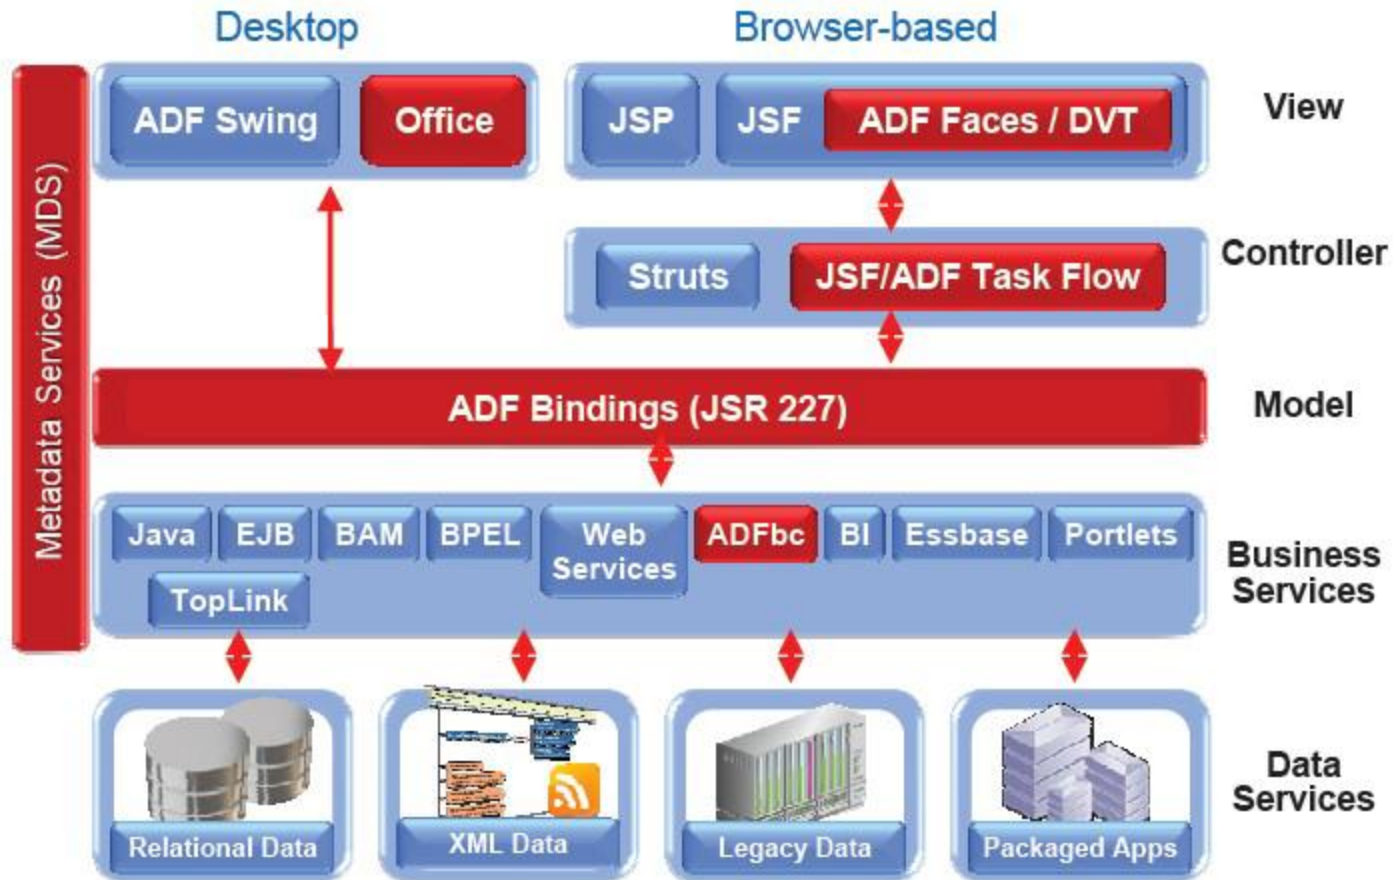 Desktop
Browser-based
Metadata Services (MDS)
ADF Swing
Office
JSP
JSF
ADF Faces / DVT
View
Struts
JSF/ADF Task Flow
Controller
ADF Bindings (JSR 227)
Model
Java
EJB
BAM
BPEL
Web
Services
ADFbc
BI
Essbase
Portlets
TopLink
Business
Services
Relational Data
XML Data
Legacy Data
Packaged Apps
Data
Services